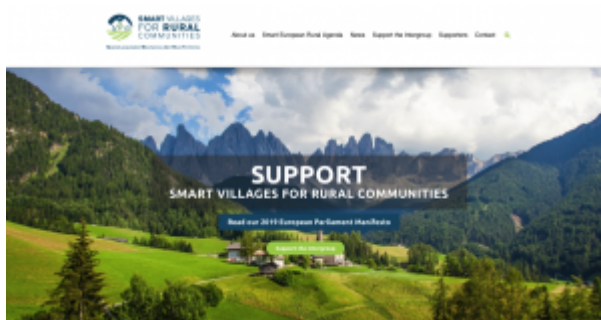 SMART VILLAGES
FOR RURAL
COMMUNITIES
About us Smart European Rural Agenda News Support the Intergroup Supporters Contact
SUPPORT
SMART VILLAGES FOR RURAL COMMUNITIES
Read our 2019 European Parliament Manifesto
Support the Intergroup